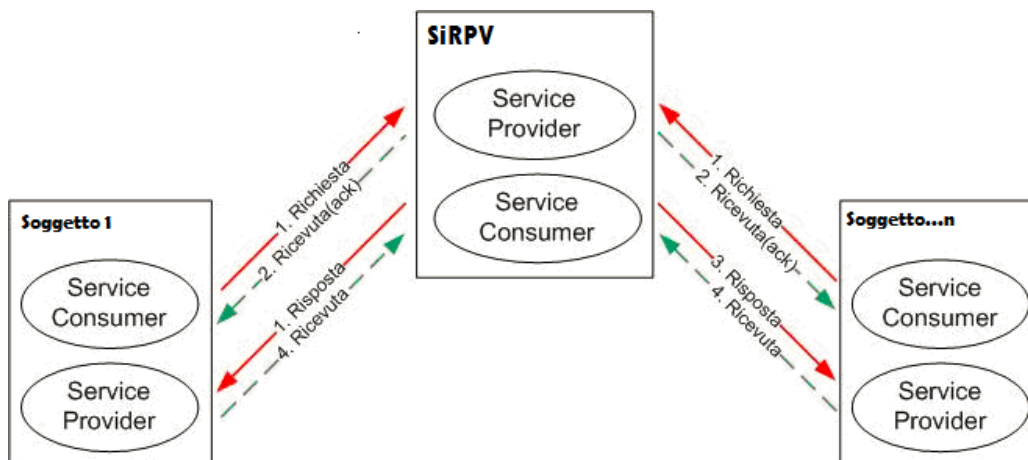 SiRPV
Service
Provider
Service
Consumer
Soggetto 1
Service
Consumer
Service
Provider
1. Richiesta
2. Ricevuta(ack)
1. Risposta
4. Ricevuta
1. Richiesta
2. Ricevuta(ack)
3. Risposta
4. Ricevuta
Soggetto...n
Service
Consumer
Service
Provider